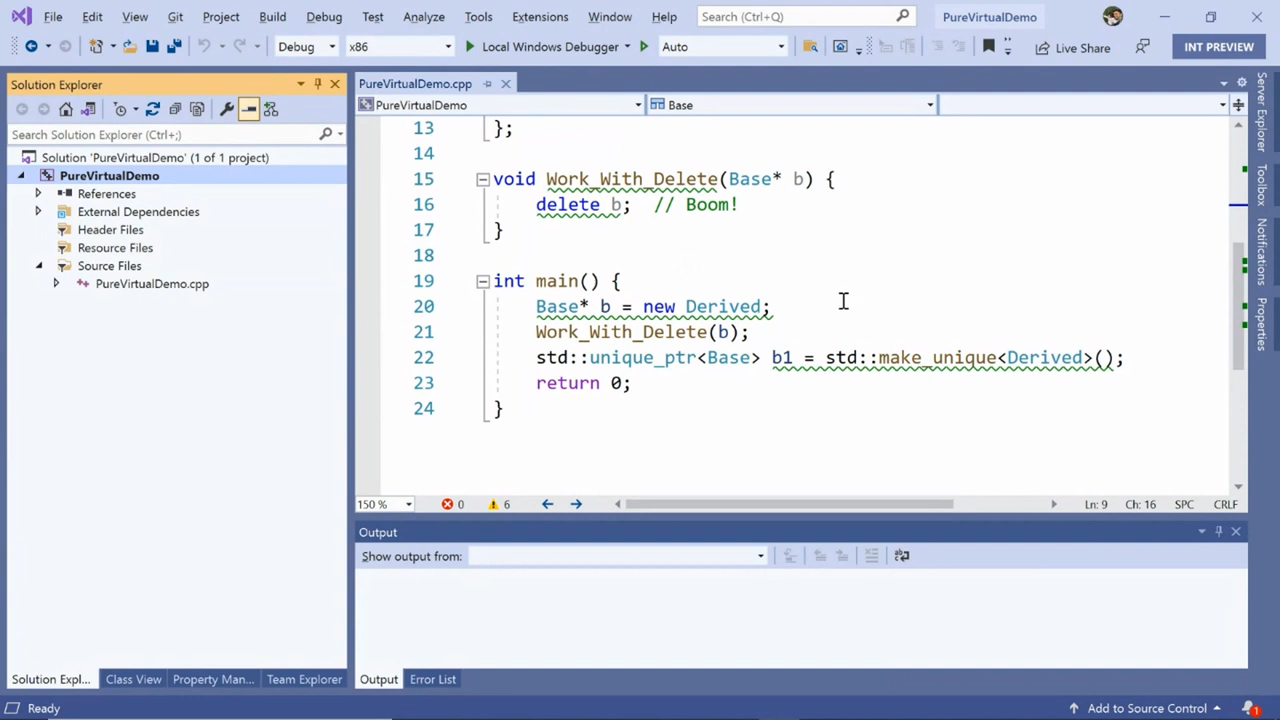 File Edit View Git Project Build Debug Test Analyze Tools Extensions Window Help Search (Ctrl+Q) PureVirtualDemo
Debug x86 Local Windows Debugger Auto Live Share INT PREVIEW
Solution Explorer
Search Solution Explorer (Ctrl+;)
Solution 'PureVirtualDemo' (1 of 1 project)
PureVirtualDemo
References
External Dependencies
Header Files
Resource Files
Source Files
PureVirtualDemo.cpp
Solution Expl... Class View Property Man... Team Explorer
PureVirtualDemo.cpp
PureVirtualDemo Base
13 };
14
15 void Work_With_Delete(Base* b) {
16 delete b; // Boom!
17 }
18
19 int main() {
20 Base* b = new Derived;
21 Work_With_Delete(b);
22 std::unique_ptr<Base> b1 = std::make_unique<Derived>();
23 return 0;
24 }
150 % 0 6 Ln: 9 Ch: 16 SPC CRLF
Output
Show output from:
Output Error List
Server Explorer
Toolbox
Notifications
Properties
Ready Add to Source Control 1